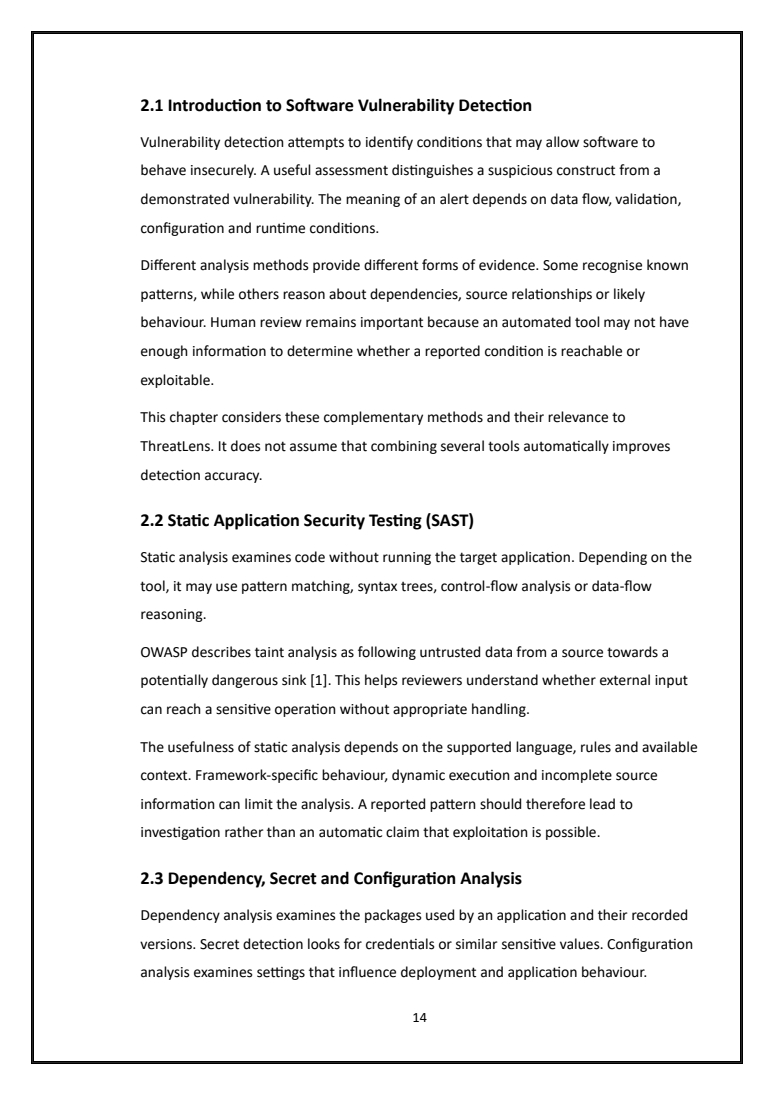 2.1 Introduction to Software Vulnerability Detection
Vulnerability detection attempts to identify conditions that may allow software to
behave insecurely. A useful assessment distinguishes a suspicious construct from a
demonstrated vulnerability. The meaning of an alert depends on data flow, validation,
configuration and runtime conditions.
Different analysis methods provide different forms of evidence. Some recognise known
patterns, while others reason about dependencies, source relationships or likely
behaviour. Human review remains important because an automated tool may not have
enough information to determine whether a reported condition is reachable or
exploitable.
This chapter considers these complementary methods and their relevance to
ThreatLens. It does not assume that combining several tools automatically improves
detection accuracy.
2.2 Static Application Security Testing (SAST)
Static analysis examines code without running the target application. Depending on the
tool, it may use pattern matching, syntax trees, control-flow analysis or data-flow
reasoning.
OWASP describes taint analysis as following untrusted data from a source towards a
potentially dangerous sink [1]. This helps reviewers understand whether external input
can reach a sensitive operation without appropriate handling.
The usefulness of static analysis depends on the supported language, rules and available
context. Framework-specific behaviour, dynamic execution and incomplete source
information can limit the analysis. A reported pattern should therefore lead to
investigation rather than an automatic claim that exploitation is possible.
2.3 Dependency, Secret and Configuration Analysis
Dependency analysis examines the packages used by an application and their recorded
versions. Secret detection looks for credentials or similar sensitive values. Configuration
analysis examines settings that influence deployment and application behaviour.
14